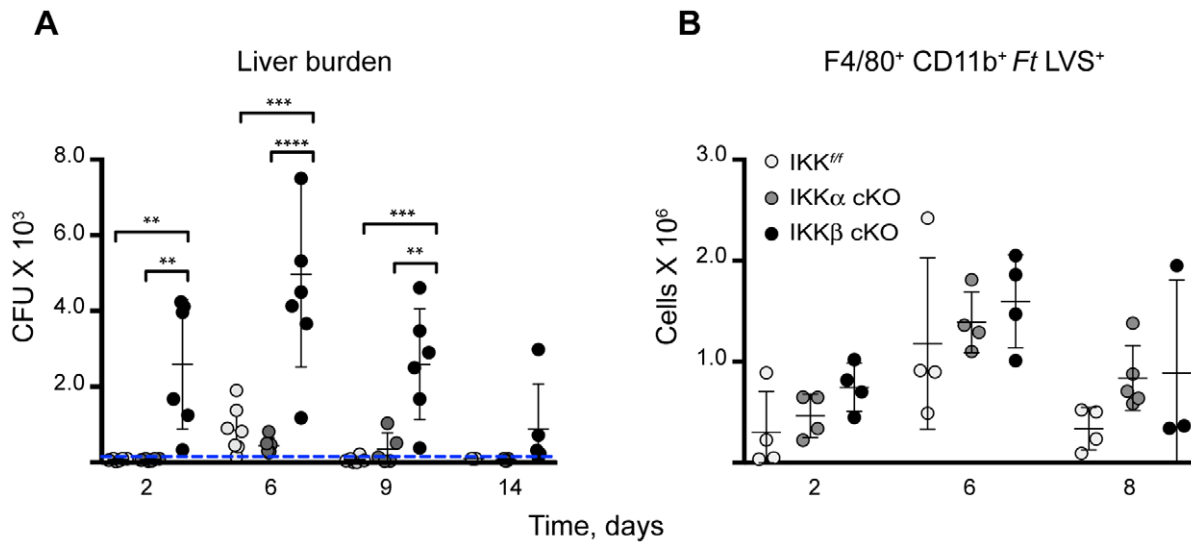 A
Liver burden
CFU X 10³
8.0
6.0
4.0
2.0
**
**
***
****
***
**
2
6
9
14
B
F4/80⁺ CD11b⁺ Ft LVS⁺
Cells X 10⁶
3.0
2.0
1.0
IKKᶠ/ᶠ
IKKα cKO
IKKβ cKO
2
6
8
Time, days